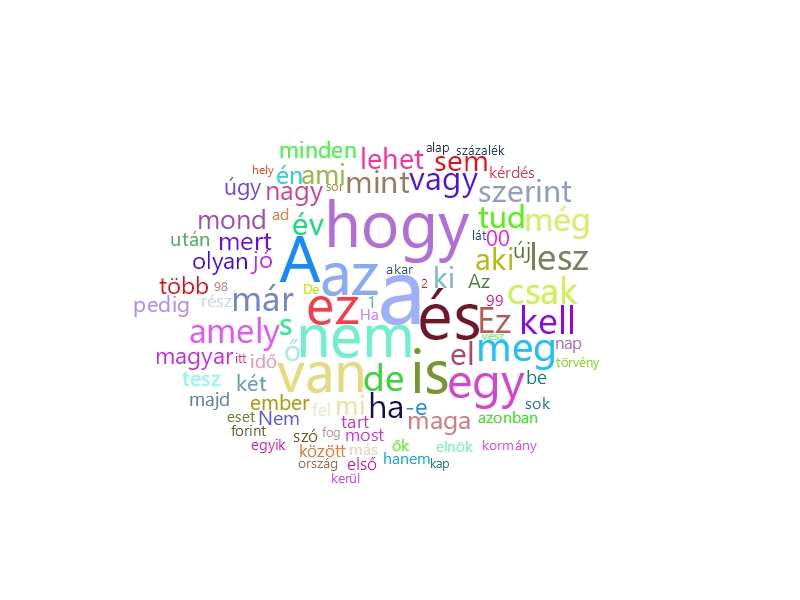 alap százalék
minden lehet sem
hely én ami mint vagy kérdés
úgy nagy sor szerint
mond ad év hogy tud még
után mert lát 00
olyan jó A az akar ki aki új lesz
több 98 De a 2 Az csak
pedig rész már ez Ha 1 és 99 Ez kell
amely s nem vesz
magyar itt idő ő el meg nap törvény
tesz két van de is egy be
majd ember mi ha -e maga sok
eset Nem fel tart azonban
forint szó fog most
egyik között más ők elnök kormány
ország első hanem kap
kerül